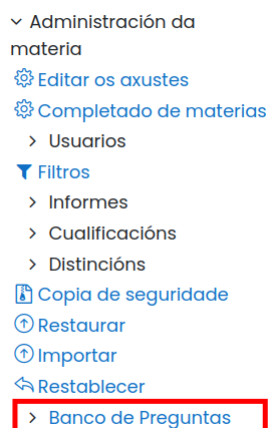 Administración da
materia
Editar os axustes
Completado de materias
Usuarios
Filtros
Informes
Cualificacións
Distincións
Copia de seguridade
Restaurar
Importar
Restablecer
Banco de Preguntas